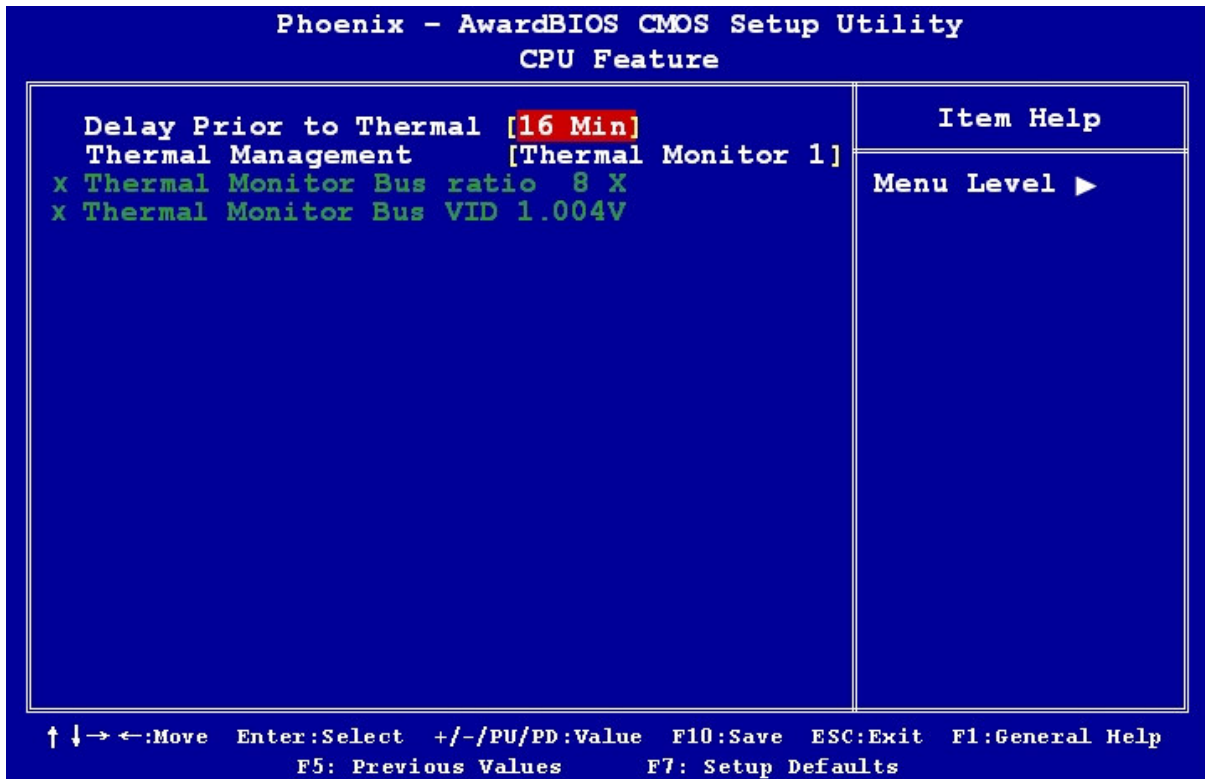 Phoenix - AwardBIOS CMOS Setup Utility
CPU Feature
Delay Prior to Thermal [16 Min]
Thermal Management [Thermal Monitor 1]
x Thermal Monitor Bus ratio 8 X
x Thermal Monitor Bus VID 1.004V
Item Help
Menu Level ▶
↑↓→←:Move Enter:Select +/-/PU/PD:Value F10:Save ESC:Exit F1:General Help
F5: Previous Values F7: Setup Defaults